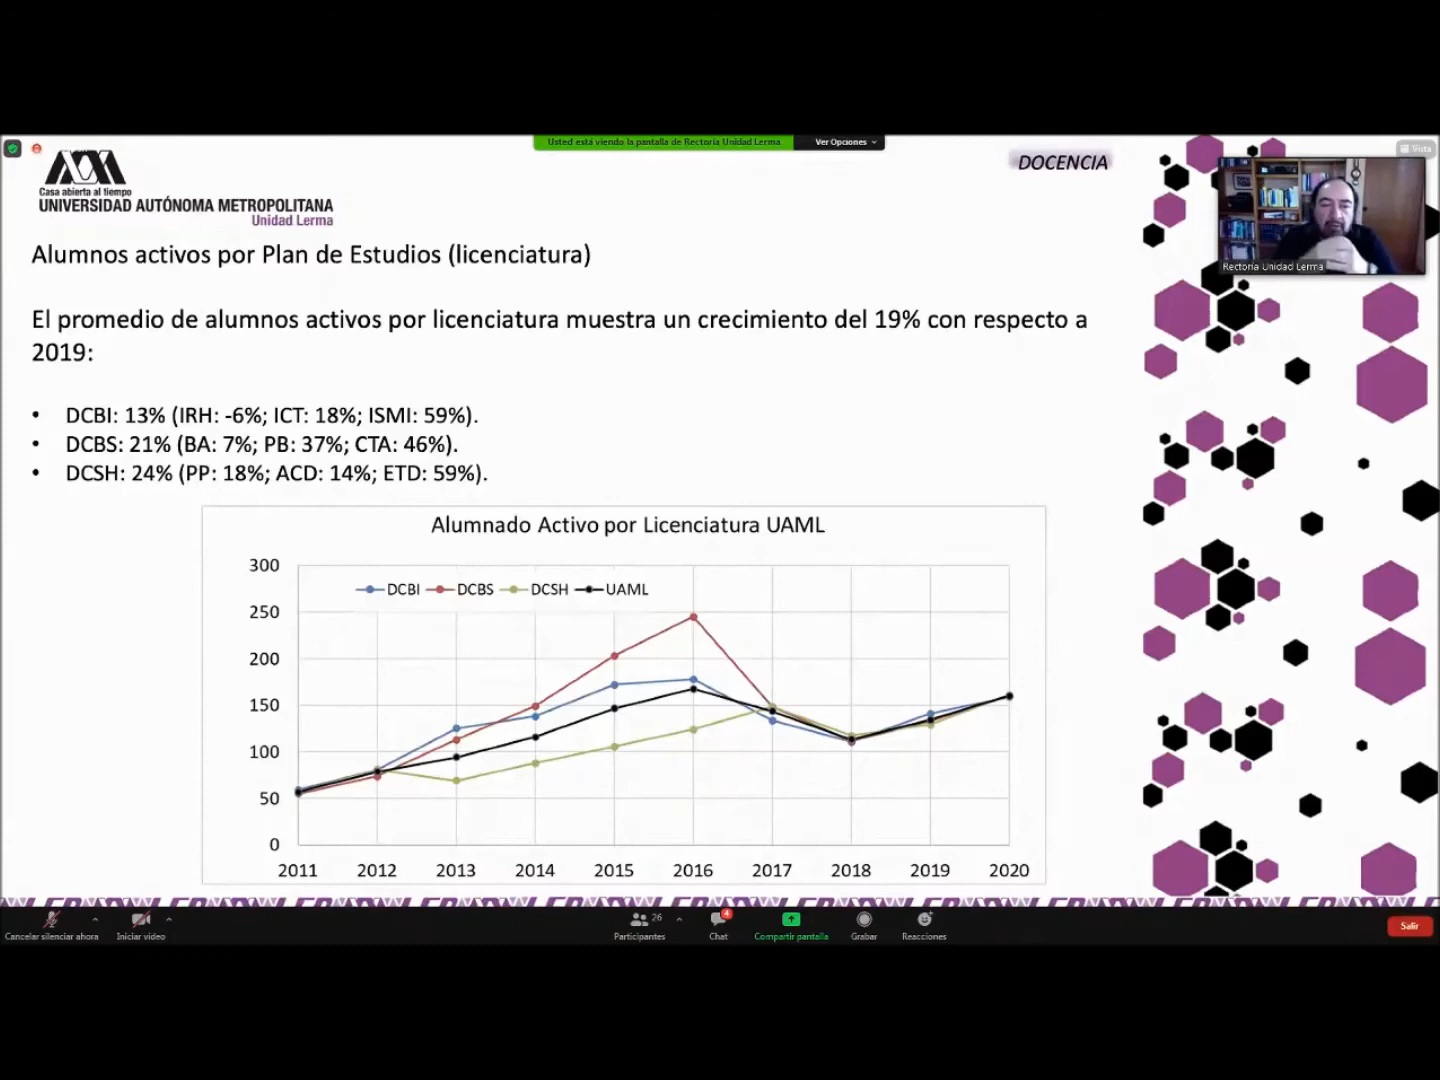 Usted está viendo la pantalla de Rectoría Unidad Lerma
Ver Opciones
Vista
DOCENCIA
Casa abierta al tiempo
UNIVERSIDAD AUTÓNOMA METROPOLITANA
Unidad Lerma
Rectoría Unidad Lerma
Alumnos activos por Plan de Estudios (licenciatura)
El promedio de alumnos activos por licenciatura muestra un crecimiento del 19% con respecto a
2019:
• DCBI: 13% (IRH: -6%; ICT: 18%; ISMI: 59%).
• DCBS: 21% (BA: 7%; PB: 37%; CTA: 46%).
• DCSH: 24% (PP: 18%; ACD: 14%; ETD: 59%).
Alumnado Activo por Licenciatura UAML
DCBI DCBS DCSH UAML
300
250
200
150
100
50
0
2011 2012 2013 2014 2015 2016 2017 2018 2019 2020
26
4
Cancelar silenciar ahora
Iniciar video
Participantes
Chat
Compartir pantalla
Grabar
Reacciones
Salir